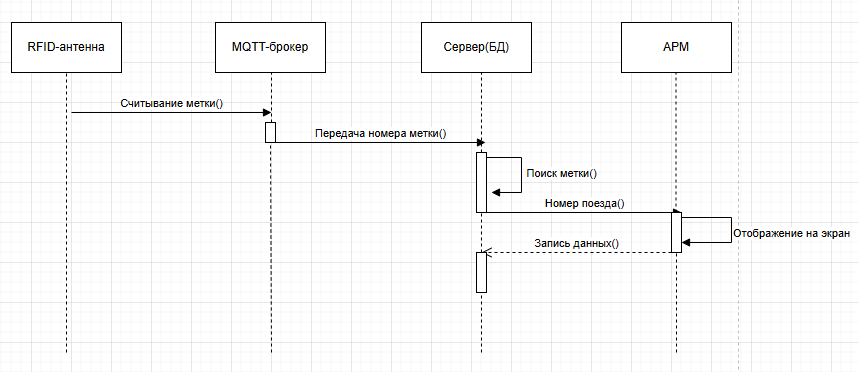 RFID-антенна
MQTT-брокер
Сервер(БД)
АРМ
Считывание метки()
Передача номера метки()
Поиск метки()
Номер поезда()
Отображение на экран
Запись данных()